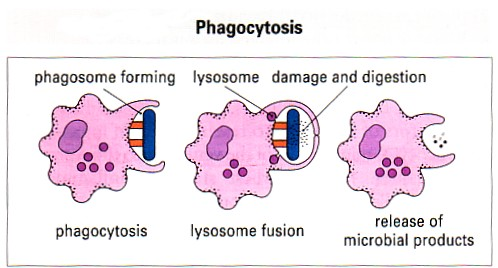 Phagocytosis
phagosome forming
lysosome
damage and digestion
phagocytosis
lysosome fusion
release of
microbial products